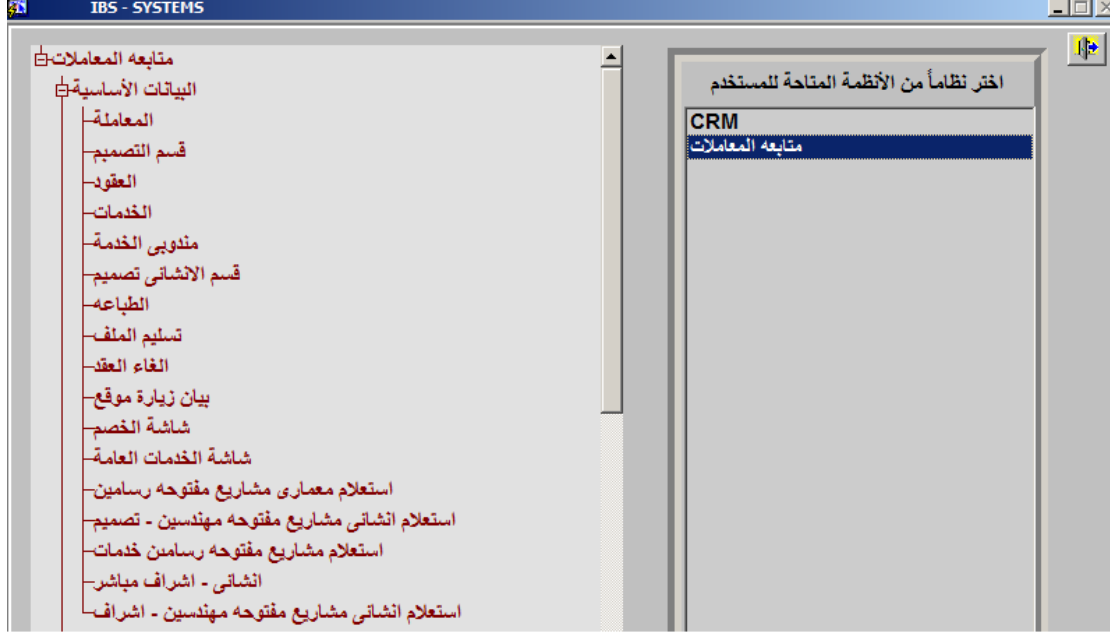 IBS - SYSTEMS
متابعه المعاملات
البيانات الأساسية
المعاملة
قسم التصميم
العقود
الخدمات
مندوبى الخدمة
قسم الانشائى تصميم
الطباعه
تسليم الملف
الغاء العقد
بيان زيارة موقع
شاشة الخصم
شاشة الخدمات العامة
استعلام معمارى مشاريع مفتوحه رسامين
استعلام انشائى مشاريع مفتوحه مهندسين - تصميم
استعلام مشاريع مفتوحه رسامين خدمات
انشائى - اشراف مباشر
استعلام انشائى مشاريع مفتوحه مهندسين - اشراف
اختر نظاماً من الأنظمة المتاحة للمستخدم
CRM
متابعه المعاملات